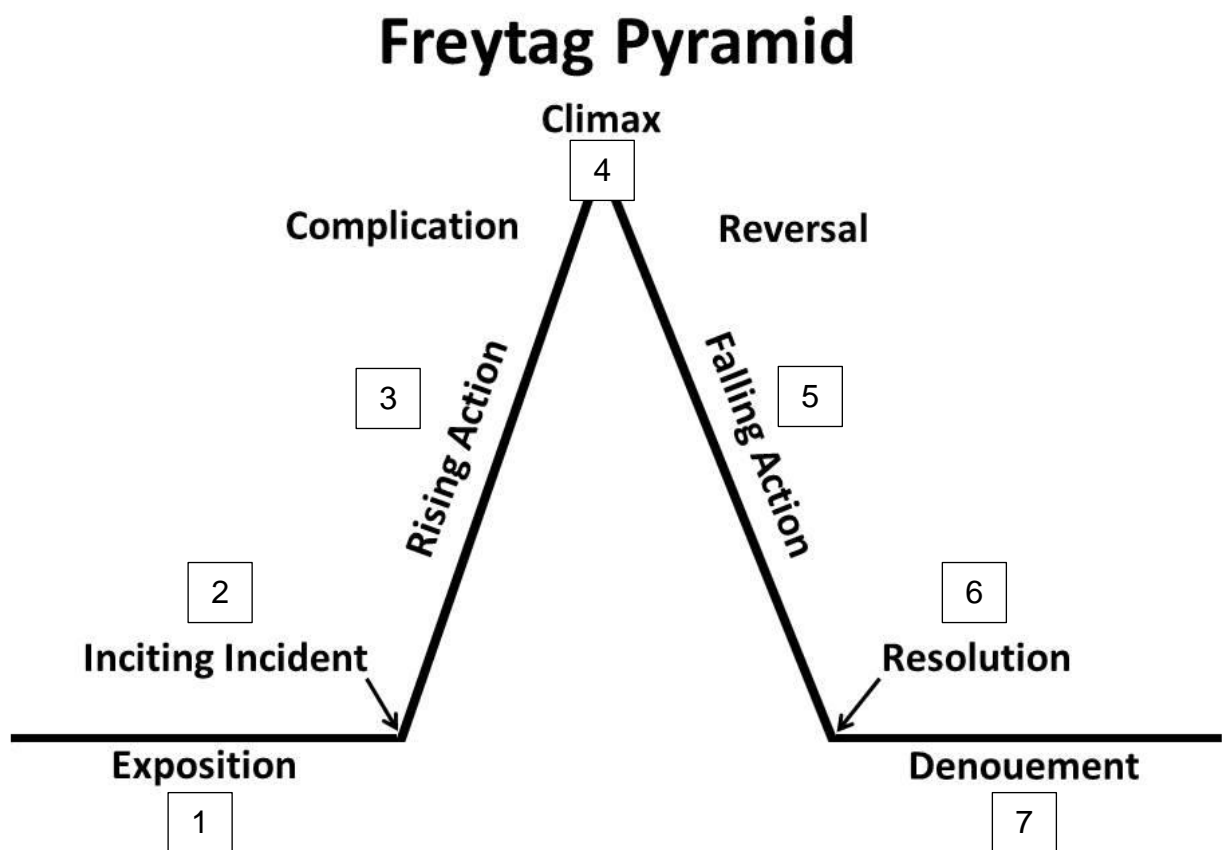 Freytag Pyramid
Climax
4
Complication
Reversal
3
Rising Action
Falling Action
5
2
6
Inciting Incident
Resolution
Exposition
Denouement
1
7